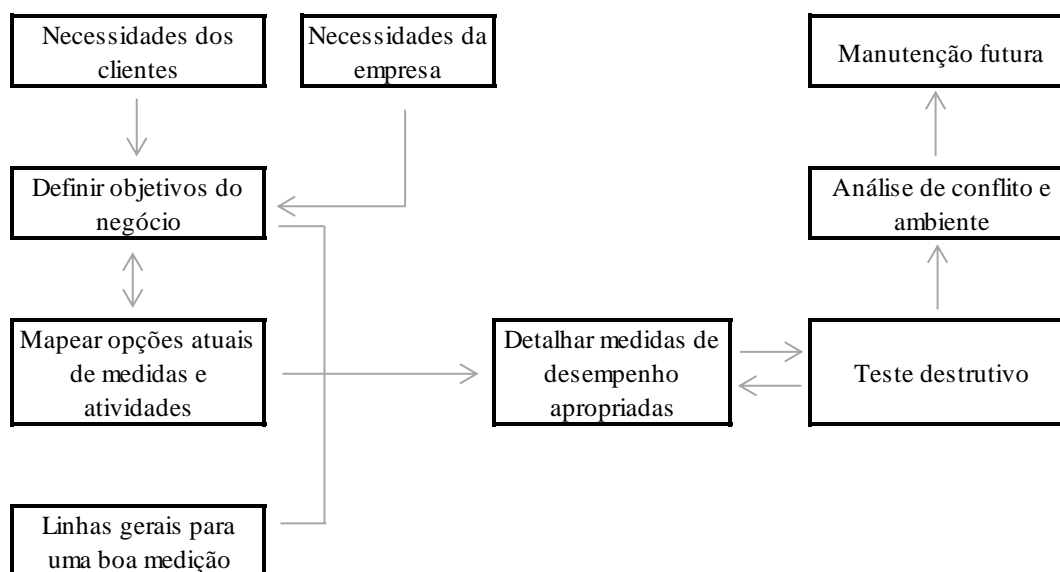 Necessidades dos
clientes
Necessidades da
empresa
Manutenção futura
Definir objetivos do
negócio
Análise de conflito e
ambiente
Mapear opções atuais
de medidas e
atividades
Detalhar medidas de
desempenho
apropriadas
Teste destrutivo
Linhas gerais para
uma boa medição